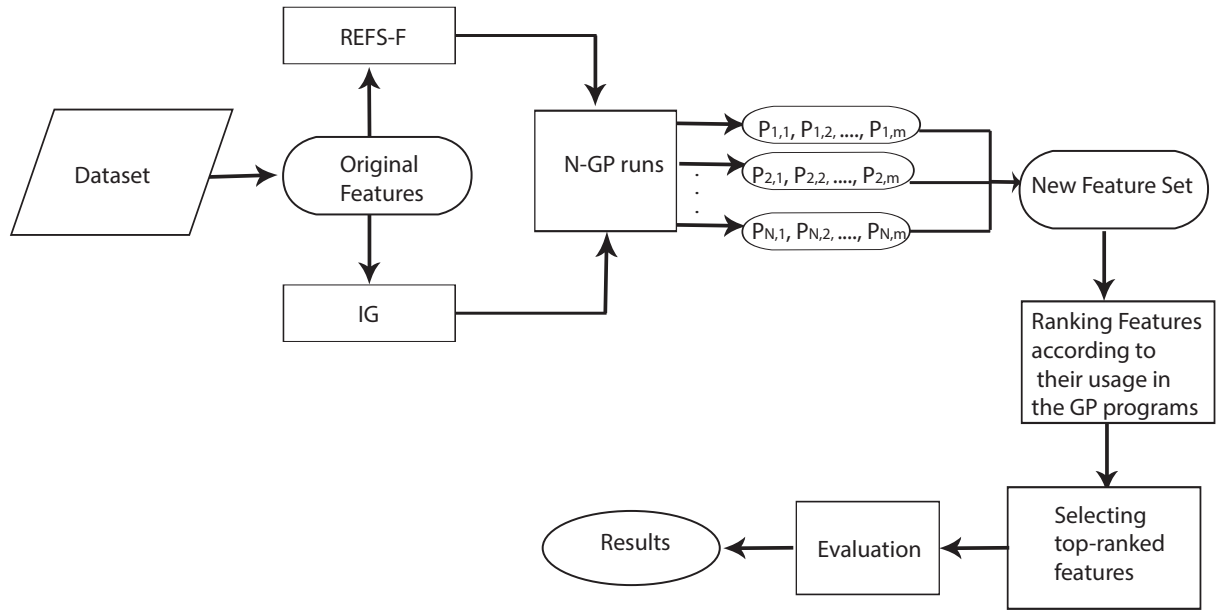 REFS-F
Dataset
Original
Features
IG
N-GP runs
P1,1, P1,2, ...., P1,m
P2,1, P2,2, ...., P2,m
.
.
.
PN,1, PN,2, ...., PN,m
New Feature Set
Ranking Features
according to
their usage in
the GP programs
Selecting
top-ranked
features
Evaluation
Results